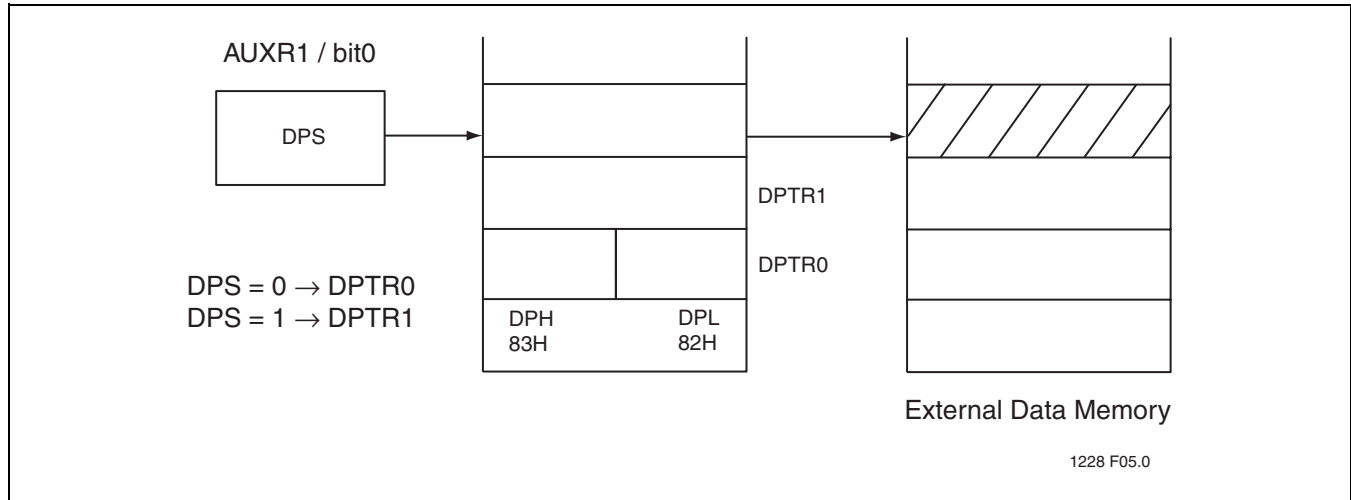 AUXR1 / bit0
DPS
DPTR1
DPTR0
DPS = 0 → DPTR0
DPS = 1 → DPTR1
DPH DPL
83H 82H
External Data Memory
1228 F05.0